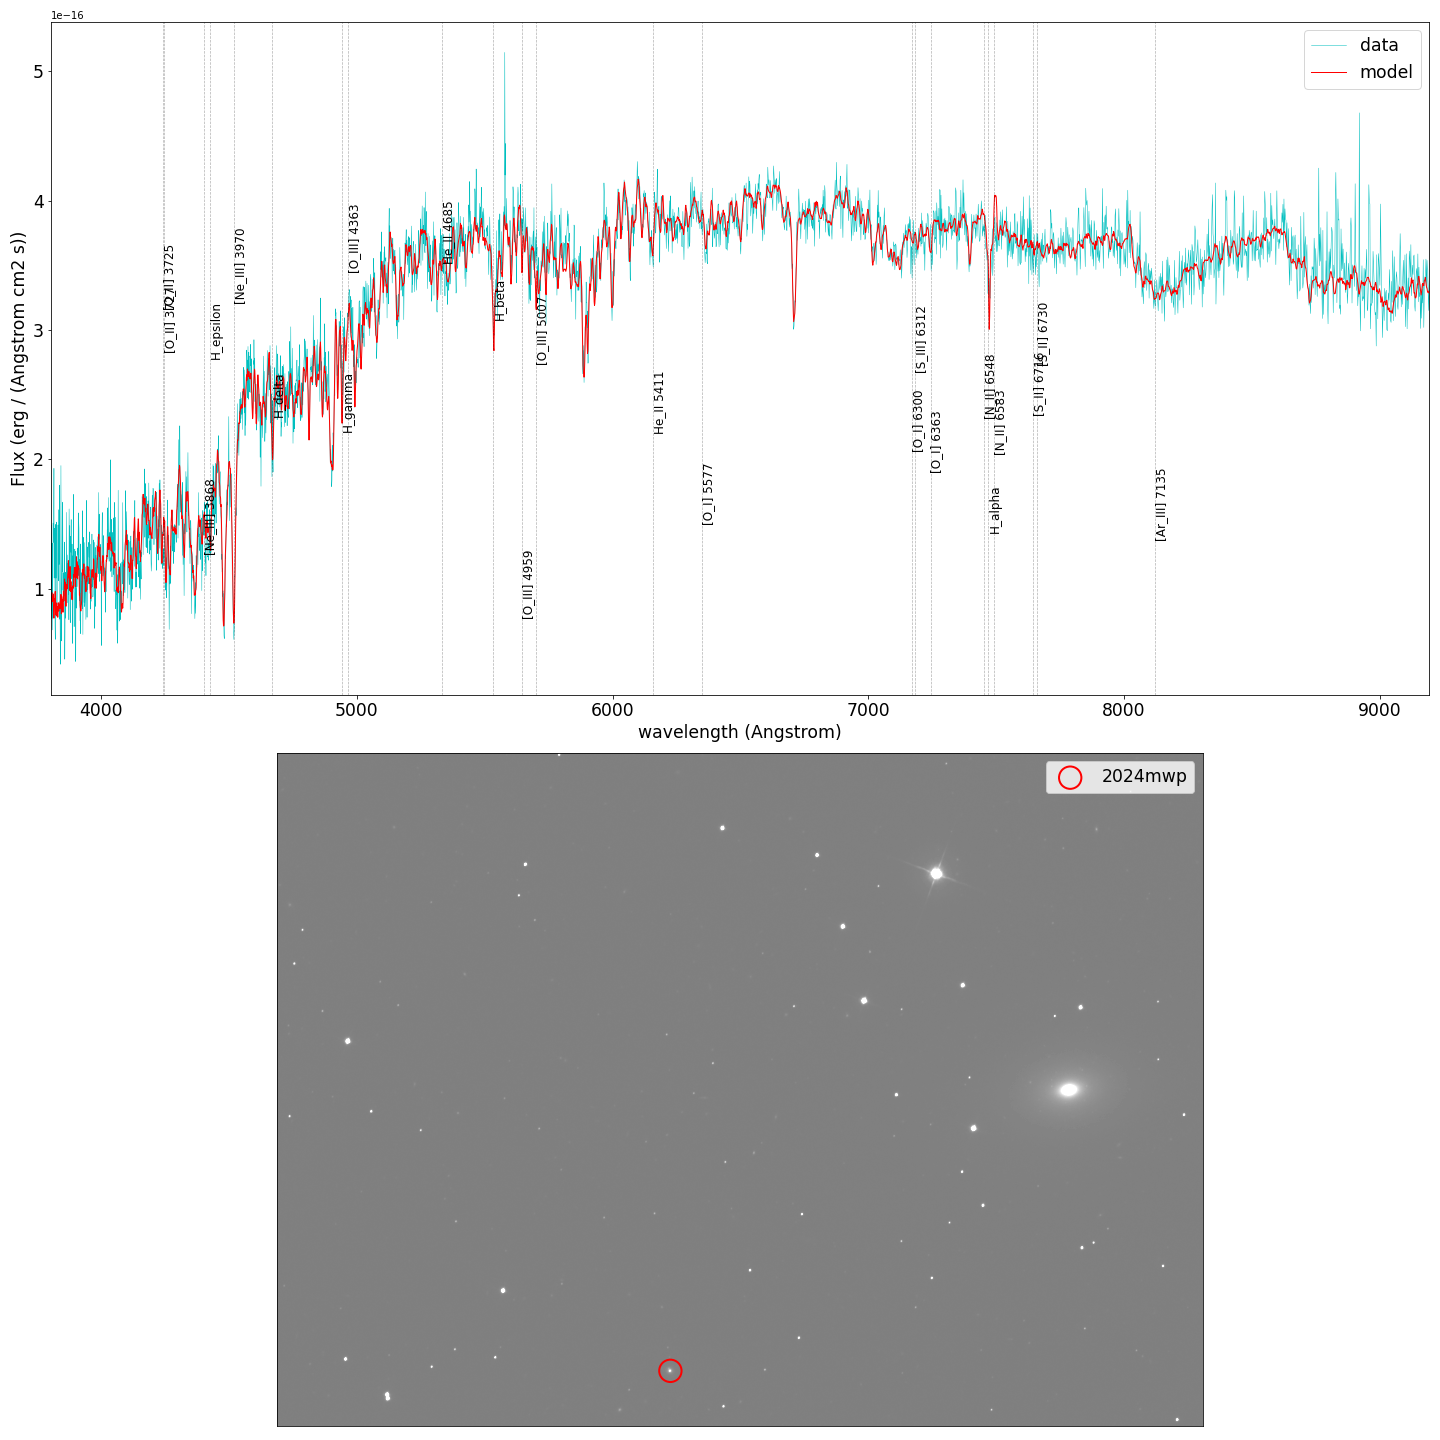 1e−16
data
model
5
4
3
2
1
Flux (erg / (Angstrom cm2 s))
[O_II] 3725
[O_II] 3727
[Ne_III] 3868
H_epsilon
[Ne_III] 3970
H_delta
H_gamma
[O_III] 4363
He_II 4685
H_beta
[O_III] 4959
[O_III] 5007
He_II 5411
[O_I] 5577
[O_I] 6300
[S_III] 6312
[O_I] 6363
[N_II] 6548
H_alpha
[N_II] 6583
[S_II] 6716
[S_II] 6730
[Ar_III] 7135
4000 5000 6000 7000 8000 9000
wavelength (Angstrom)
2024mwp